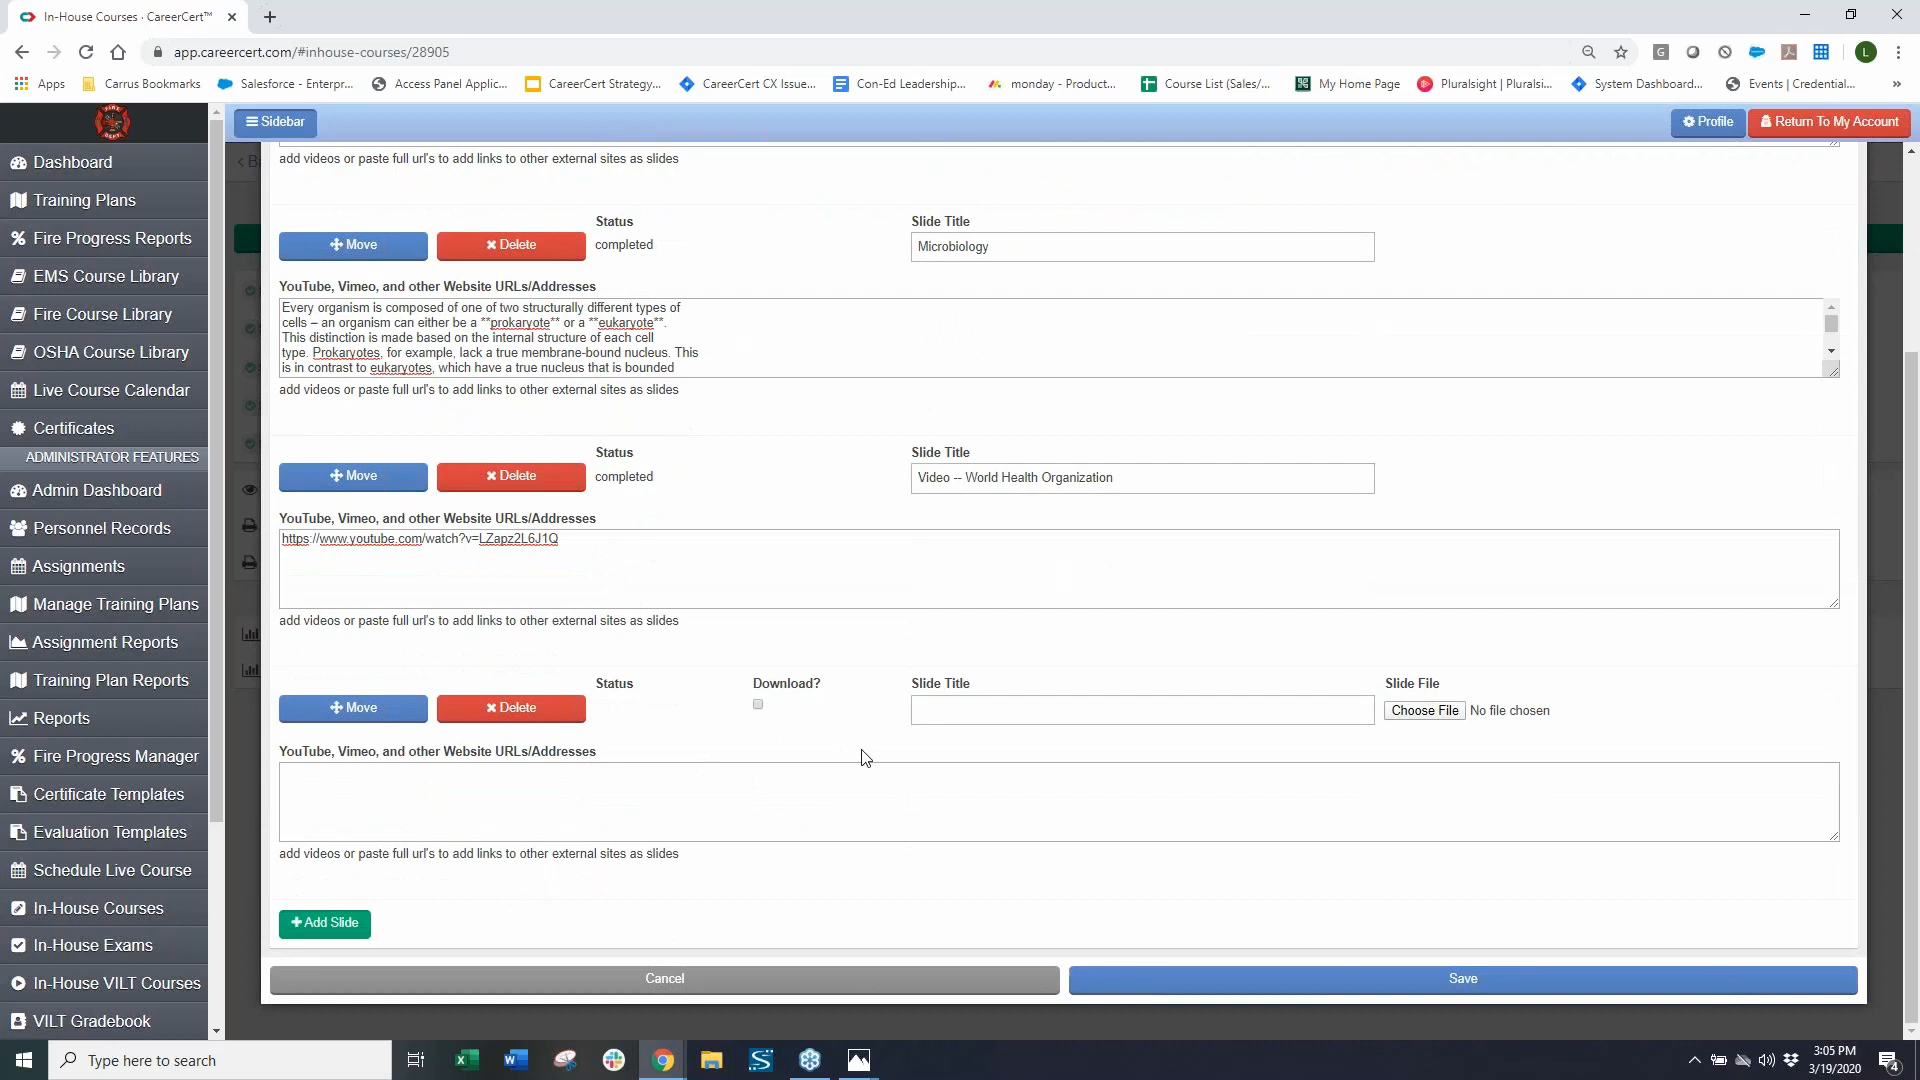 In-House Courses · CareerCert™
app.careercert.com/#inhouse-courses/28905
Apps
Carrus Bookmarks
Salesforce - Enterpr...
Access Panel Applic...
CareerCert Strategy...
CareerCert CX Issue...
Con-Ed Leadership...
monday - Product...
Course List (Sales/...
My Home Page
Pluralsight | Pluralsi...
System Dashboard...
Events | Credential...
»
G
L
Sidebar
Profile
Return To My Account
Dashboard
Training Plans
Fire Progress Reports
EMS Course Library
Fire Course Library
OSHA Course Library
Live Course Calendar
Certificates
ADMINISTRATOR FEATURES
Admin Dashboard
Personnel Records
Assignments
Manage Training Plans
Assignment Reports
Training Plan Reports
Reports
Fire Progress Manager
Certificate Templates
Evaluation Templates
Schedule Live Course
In-House Courses
In-House Exams
In-House VILT Courses
VILT Gradebook
add videos or paste full url's to add links to other external sites as slides
Status
Slide Title
Move
Delete
completed
Microbiology
YouTube, Vimeo, and other Website URLs/Addresses
Every organism is composed of one of two structurally different types of
cells – an organism can either be a **prokaryote** or a **eukaryote**.
This distinction is made based on the internal structure of each cell
type. Prokaryotes, for example, lack a true membrane-bound nucleus. This
is in contrast to eukaryotes, which have a true nucleus that is bounded
add videos or paste full url's to add links to other external sites as slides
Status
Slide Title
Move
Delete
completed
Video -- World Health Organization
YouTube, Vimeo, and other Website URLs/Addresses
https://www.youtube.com/watch?v=LZapz2L6J1Q
add videos or paste full url's to add links to other external sites as slides
Status
Download?
Slide Title
Slide File
Move
Delete
Choose File
No file chosen
YouTube, Vimeo, and other Website URLs/Addresses
add videos or paste full url's to add links to other external sites as slides
Add Slide
Cancel
Save
Type here to search
3:05 PM
3/19/2020
4